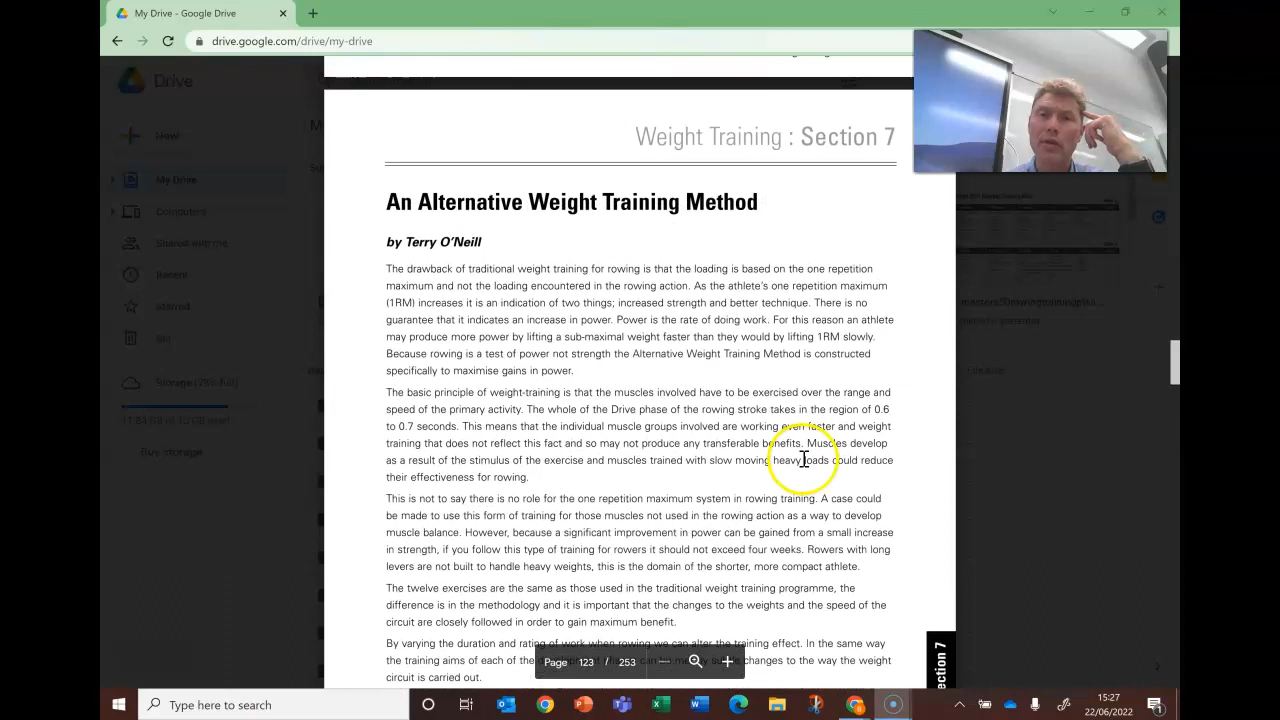 My Drive - Google Drive
drive.google.com/drive/my-drive
Drive
New
My Drive
Computers
Shared with me
Recent
Starred
Bin
Buy storage
Weight Training : Section 7
An Alternative Weight Training Method
by Terry O'Neill
The drawback of traditional weight training for rowing is that the loading is based on the one repetition
maximum and not the loading encountered in the rowing action. As the athlete's one repetition maximum
(1RM) increases it is an indication of two things; increased strength and better technique. There is no
guarantee that it indicates an increase in power. Power is the rate of doing work. For this reason an athlete
may produce more power by lifting a sub-maximal weight faster than they would by lifting 1RM slowly.
Because rowing is a test of power not strength the Alternative Weight Training Method is constructed
specifically to maximise gains in power.
The basic principle of weight-training is that the muscles involved have to be exercised over the range and
speed of the primary activity. The whole of the Drive phase of the rowing stroke takes in the region of 0.6
to 0.7 seconds. This means that the individual muscle groups involved are working even faster and weight
training that does not reflect this fact and so may not produce any transferable benefits. Muscles develop
as a result of the stimulus of the exercise and muscles trained with slow moving heavy loads could reduce
their effectiveness for rowing.
This is not to say there is no role for the one repetition maximum system in rowing training. A case could
be made to use this form of training for those muscles not used in the rowing action as a way to develop
muscle balance. However, because a significant improvement in power can be gained from a small increase
in strength, if you follow this type of training for rowers it should not exceed four weeks. Rowers with long
levers are not built to handle heavy weights, this is the domain of the shorter, more compact athlete.
The twelve exercises are the same as those used in the traditional weight training programme, the
difference is in the methodology and it is important that the changes to the weights and the speed of the
circuit are closely followed in order to gain maximum benefit.
By varying the duration and rating of work when rowing we can alter the training effect. In the same way
the training aims of each of the changes to the way the weight
circuit is carried out.
Page 123 / 253
Section 7
Type here to search
15:27
22/06/2022